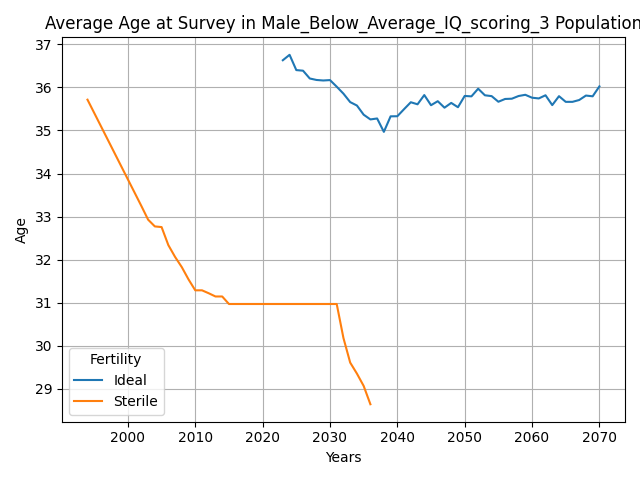 Average Age at Survey in Male_Below_Average_IQ_scoring_3 Population
37
36
35
34
33
32
31
30
29
Age
Fertility
Ideal
Sterile
2000 2010 2020 2030 2040 2050 2060 2070
Years